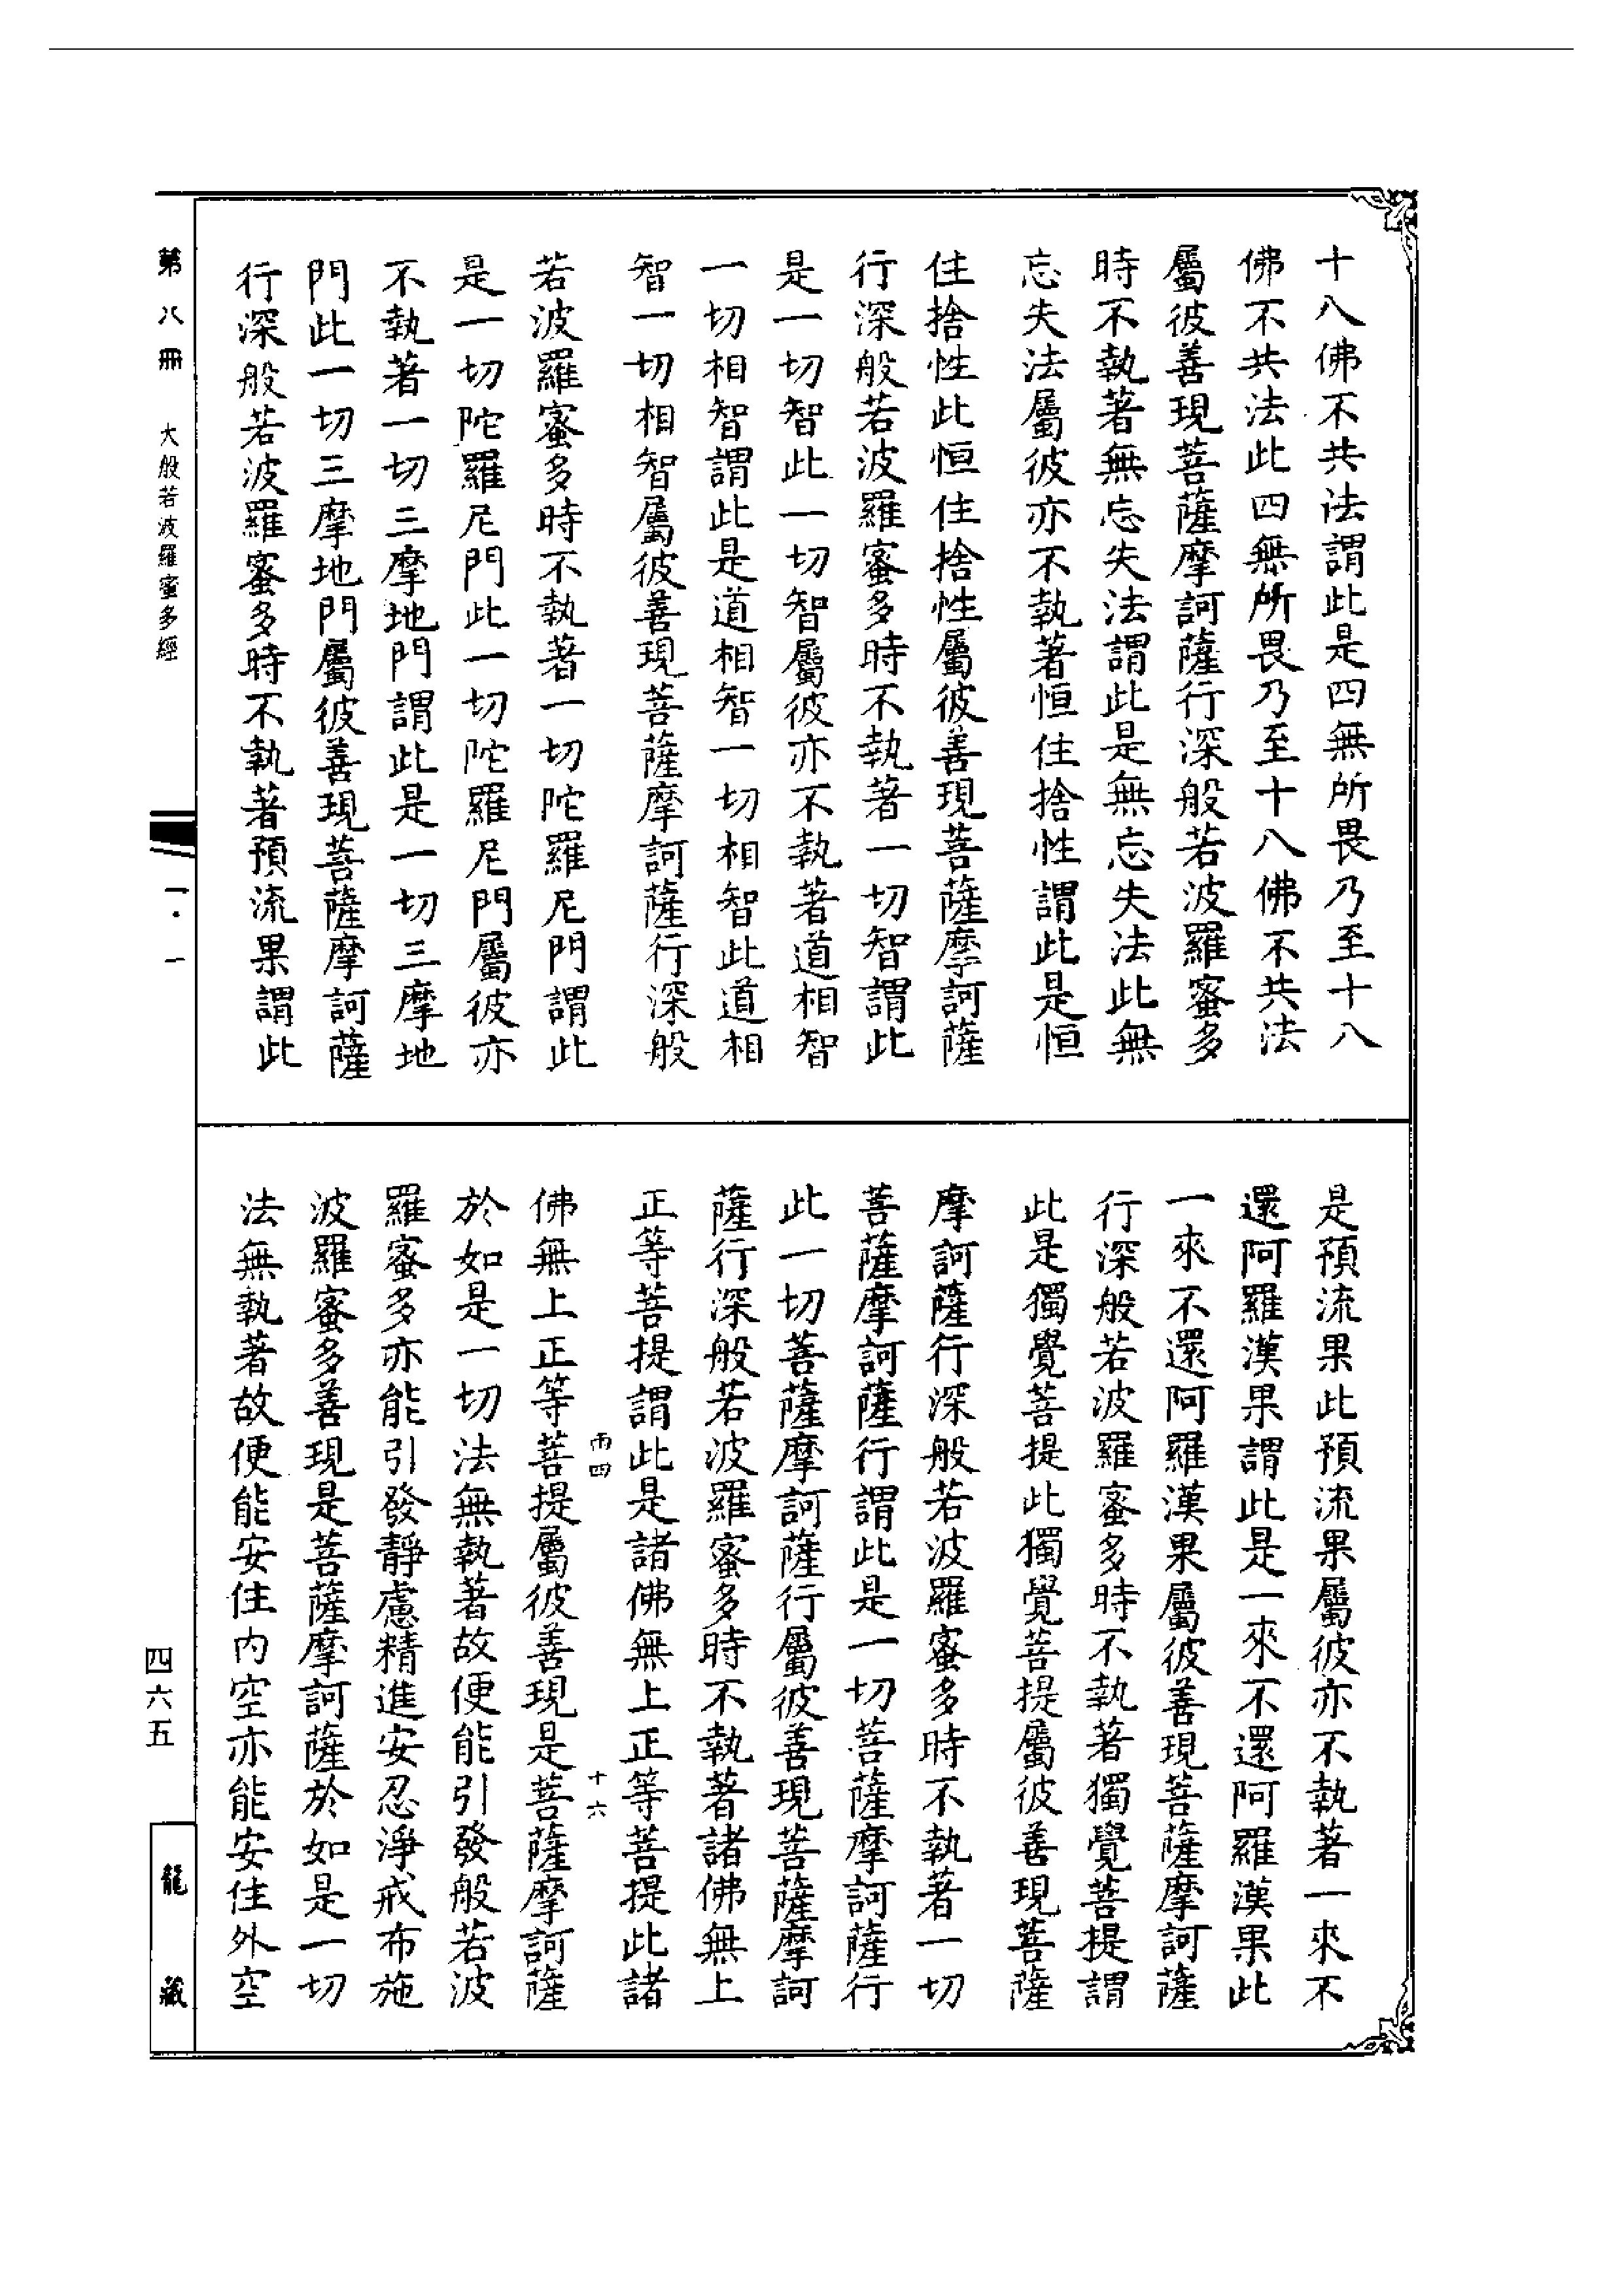 十八佛不共法謂此是四無所畏乃至十八
佛不共法此四無所畏乃至十八佛不共法
屬彼善現菩薩摩訶薩行深般若波羅蜜多
時不執著無忘失法謂此是無忘失法此無
忘失法屬彼亦不執著恒住捨性謂此是恒
住捨性此恒住捨性屬彼善現菩薩摩訶薩
行深般若波羅蜜多時不執著一切智謂此
是一切智此一切智屬彼亦不執著道相智
一切相智謂此是道相智一切相智此道相
智一切相智屬彼善現菩薩摩訶薩行深般
若波羅蜜多時不執著一切陀羅尼門謂此
是一切陀羅尼門此一切陀羅尼門屬彼亦
不執著一切三摩地門謂此是一切三摩地
門此一切三摩地門屬彼善現菩薩摩訶薩
行深般若波羅蜜多時不執著預流果謂此
是預流果此預流果屬彼亦不執著一來不
還阿羅漢果謂此是一來不還阿羅漢果此
一來不還阿羅漢果屬彼善現菩薩摩訶薩
行深般若波羅蜜多時不執著獨覺菩提謂
此是獨覺菩提此獨覺菩提屬彼善現菩薩
摩訶薩行深般若波羅蜜多時不執著一切
菩薩摩訶薩行謂此是一切菩薩摩訶薩行
此一切菩薩摩訶薩行屬彼善現菩薩摩訶
薩行深般若波羅蜜多時不執著諸佛無上
正等菩提謂此是諸佛無上正等菩提此諸
雨四 十六
佛無上正等菩提屬彼善現是菩薩摩訶薩
於如是一切法無執著故便能引發般若波
羅蜜多亦能引發靜慮精進安忍淨戒布施
波羅蜜多善現是菩薩摩訶薩於如是一切
法無執著故便能安住內空亦能安住外空
第八冊 大般若波羅蜜多經 一·一
四六五
龍藏